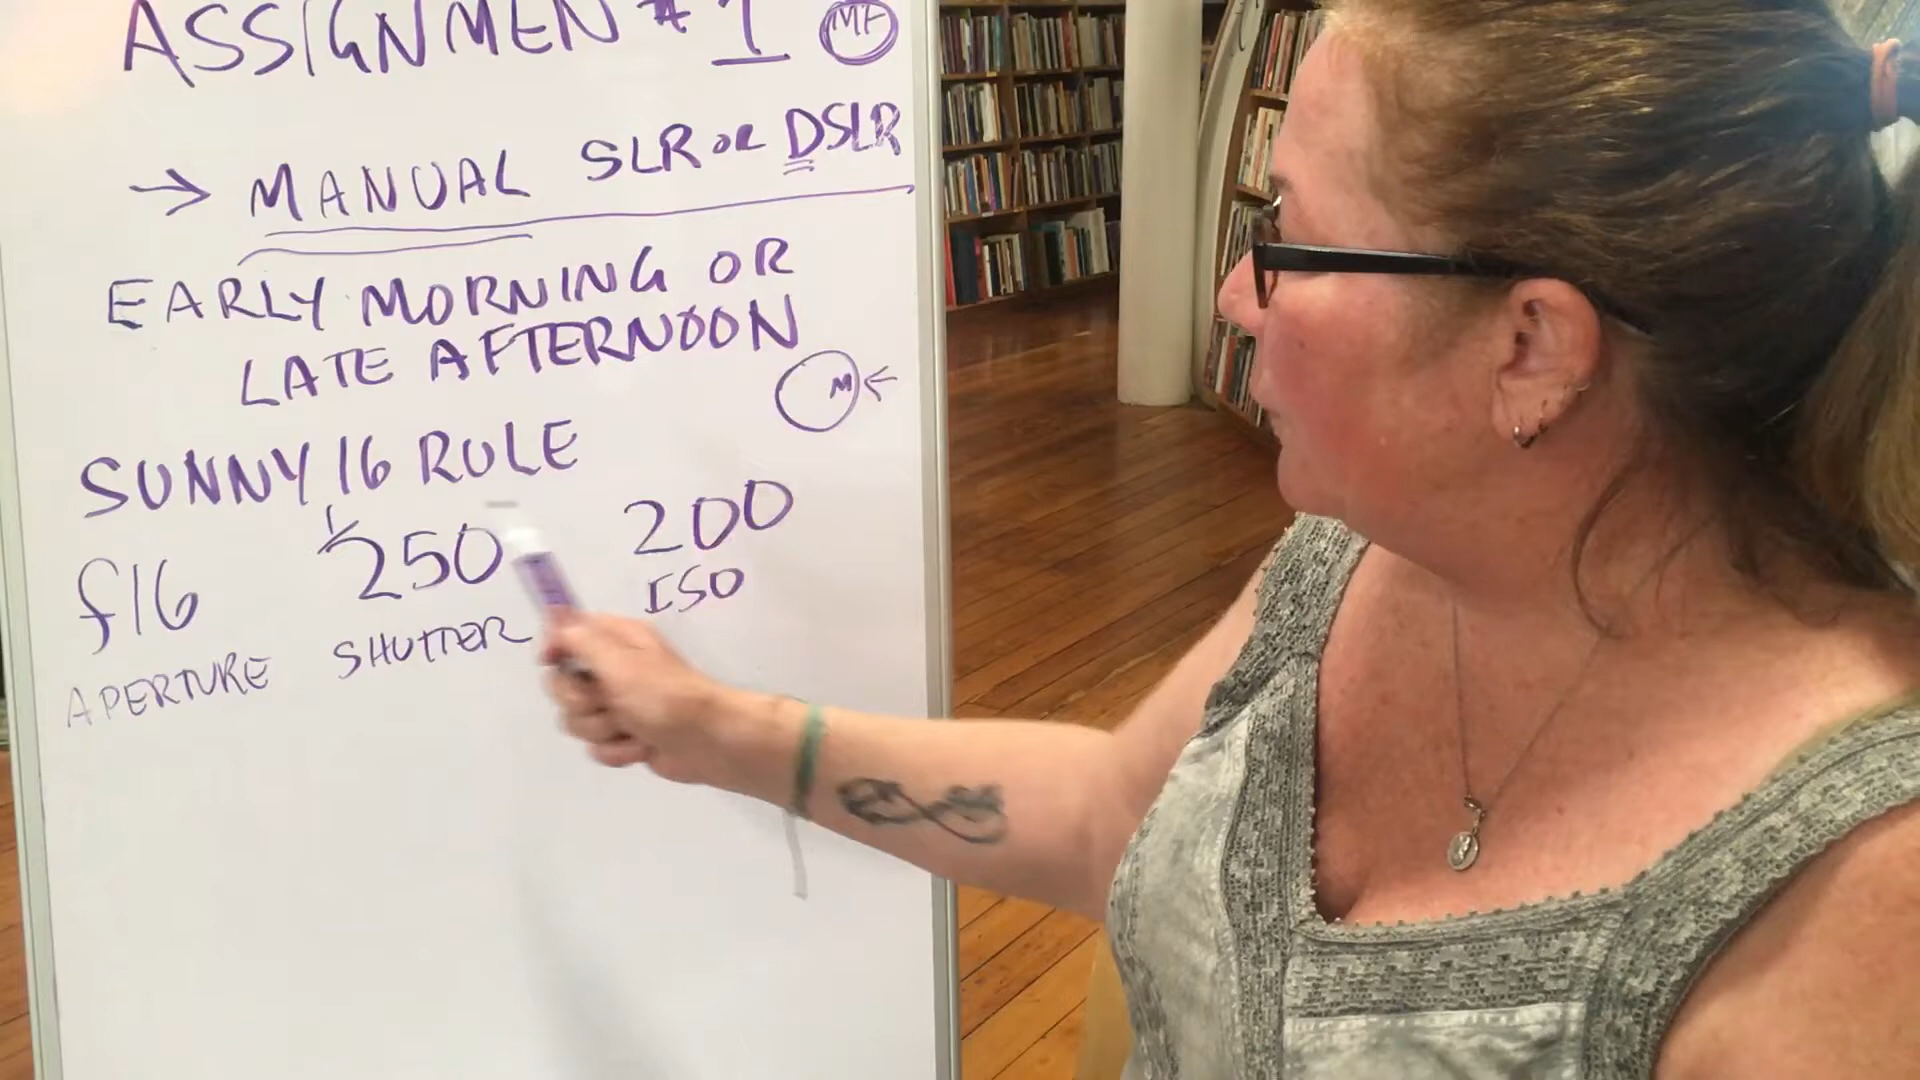 ASSIGNMEN # 1 MF
→ MANUAL SLR OR DSLR
EARLY MORNING OR
LATE AFTERNOON
M ←
SUNNY 16 RULE
f16 1/250 200
APERTURE SHUTTER ISO